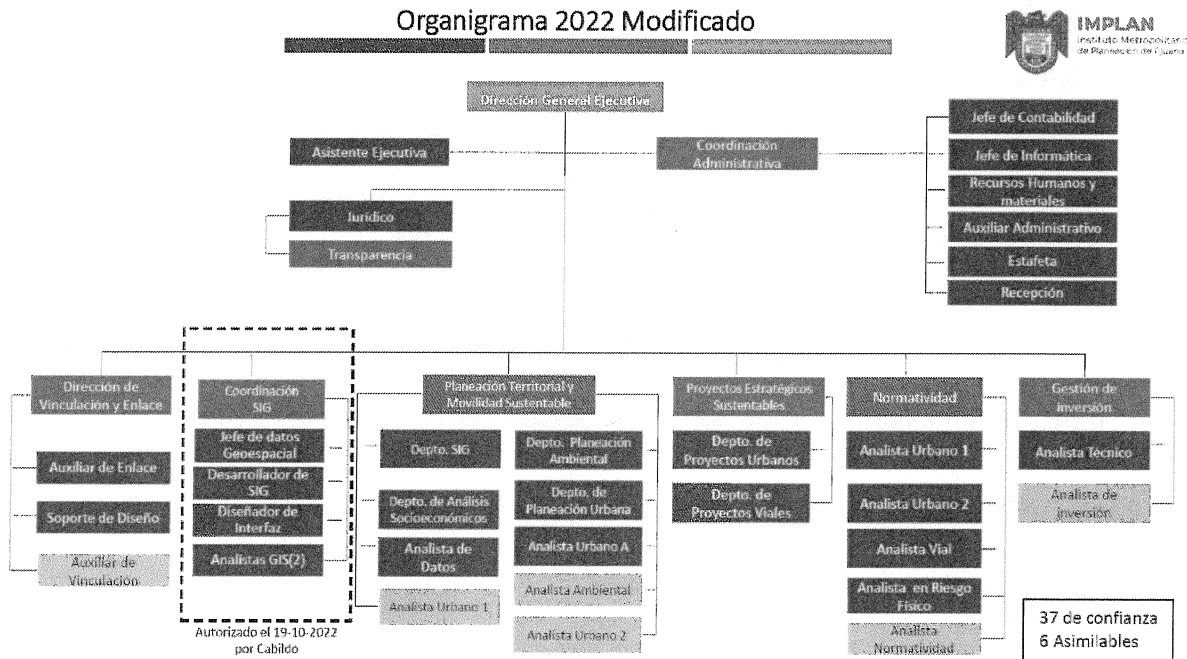 Organigrama 2022 Modificado
IMPLAN
Instituto Metropolitano
de Planeación de Tijuana
Dirección General Ejecutiva
Asistente Ejecutiva
Coordinación
Administrativa
Jefe de Contabilidad
Jefe de Informática
Recursos Humanos y
materiales
Auxiliar Administrativo
Estafeta
Recepción
Jurídico
Transparencia
Dirección de
Vinculación y Enlace
Auxiliar de Enlace
Soporte de Diseño
Auxiliar de
Vinculación
Coordinación
SIG
Jefe de datos
Geoespacial
Desarrollador de
SIG
Diseñador de
Interfaz
Analistas GIS(2)
Autorizado el 19-10-2022
por Cabildo
Planeación Territorial y
Movilidad Sustentable
Depto. SIG
Depto. de Análisis
Socioeconómicos
Analista de
Datos
Analista Urbano 1
Depto. Planeación
Ambiental
Depto. de
Planeación Urbana
Analista Urbano A
Analista Ambiental
Analista Urbano 2
Proyectos Estratégicos
Sustentables
Depto. de
Proyectos Urbanos
Depto. de
Proyectos Viales
Normatividad
Analista Urbano 1
Analista Urbano 2
Analista Vial
Analista en Riesgo
Físico
Analista
Normatividad
Gestión de
inversión
Analista Técnico
Analista de
inversión
37 de confianza
6 Asimilables